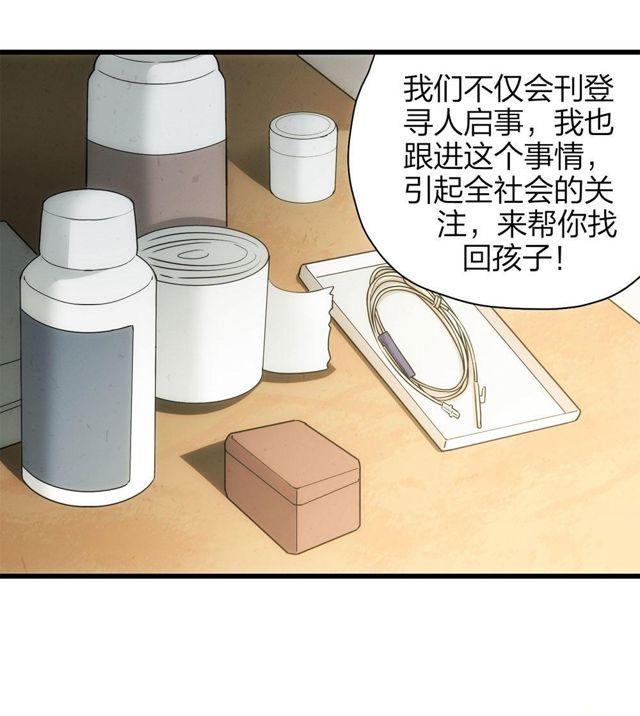 我们不仅会刊登
寻人启事，我也
跟进这个事情，
引起全社会的关
注，来帮你找
回孩子！